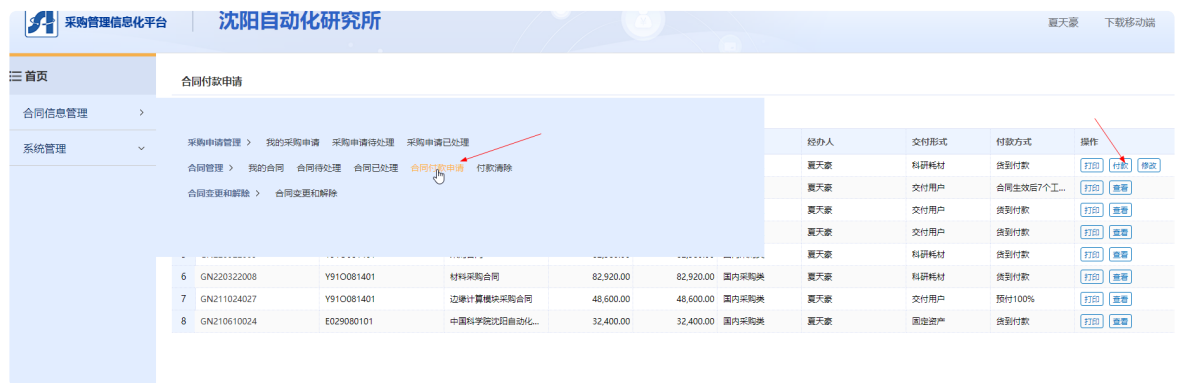 采购管理信息化平台 沈阳自动化研究所 夏天豪 下载移动端
首页
合同付款申请
合同信息管理
系统管理
采购申请管理 我的采购申请 采购申请待处理 采购申请已处理
合同管理 我的合同 合同待处理 合同已处理 合同付款申请 付款清除
合同变更和解除 合同变更和解除
经办人 交付形式 付款方式 操作
夏天豪 科研耗材 货到付款 打印 付款 修改
夏天豪 交付用户 合同生效后7个工... 打印 查看
夏天豪 交付用户 货到付款 打印 查看
夏天豪 交付用户 货到付款 打印 查看
夏天豪 科研耗材 货到付款 打印 查看
6 GN220322008 Y91O081401 材料采购合同 82,920.00 82,920.00 国内采购类 夏天豪 科研耗材 货到付款 打印 查看
7 GN211024027 Y91O081401 边缘计算模块采购合同 48,600.00 48,600.00 国内采购类 夏天豪 交付用户 预付100% 打印 查看
8 GN210610024 E029080101 中国科学院沈阳自动化... 32,400.00 32,400.00 国内采购类 夏天豪 固定资产 货到付款 打印 查看